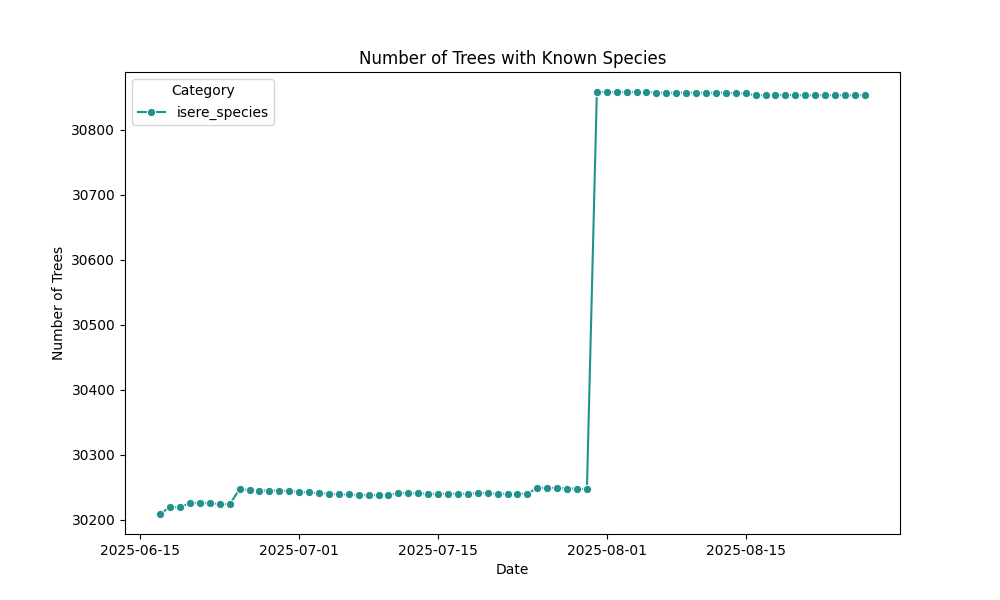 Number of Trees with Known Species
Category
isere_species
Number of Trees
30800
30700
30600
30500
30400
30300
30200
2025-06-15
2025-07-01
2025-07-15
2025-08-01
2025-08-15
Date